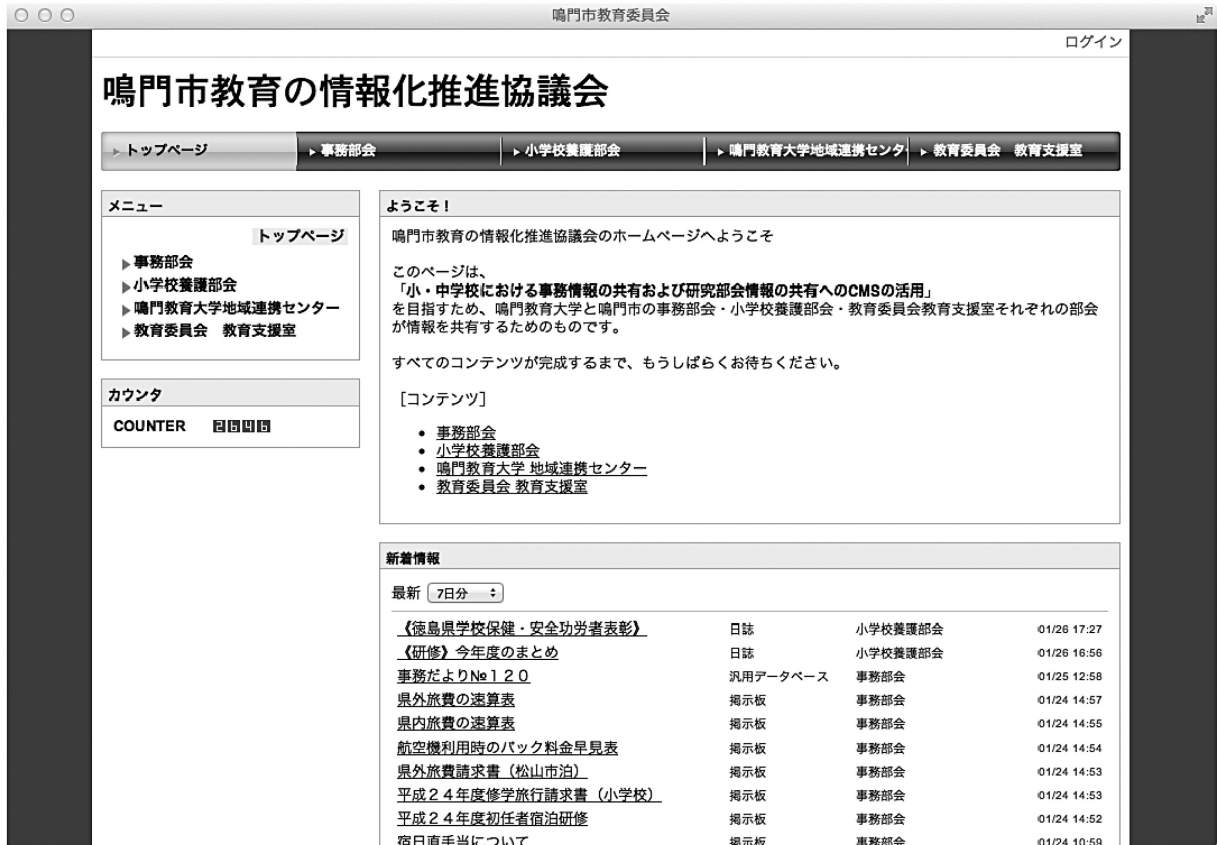 鳴門市教育委員会
ログイン
鳴門市教育の情報化推進協議会
トップページ 事務部会 小学校養護部会 鳴門教育大学地域連携センタ 教育委員会 教育支援室
メニュー
トップページ
事務部会
小学校養護部会
鳴門教育大学地域連携センター
教育委員会 教育支援室
カウンタ
COUNTER 2646
ようこそ！
鳴門市教育の情報化推進協議会のホームページへようこそ
このページは、
「小・中学校における事務情報の共有および研究部会情報の共有へのCMSの活用」
を目指すため、鳴門教育大学と鳴門市の事務部会・小学校養護部会・教育委員会教育支援室それぞれの部会
が情報を共有するためのものです。
すべてのコンテンツが完成するまで、もうしばらくお待ちください。
［コンテンツ］
• 事務部会
• 小学校養護部会
• 鳴門教育大学 地域連携センター
• 教育委員会 教育支援室
新着情報
最新 7日分
《徳島県学校保健・安全功労者表彰》 日誌 小学校養護部会 01/26 17:27
《研修》今年度のまとめ 日誌 小学校養護部会 01/26 16:56
事務だより№１２０ 汎用データベース 事務部会 01/25 12:58
県外旅費の速算表 掲示板 事務部会 01/24 14:57
県内旅費の速算表 掲示板 事務部会 01/24 14:55
航空機利用時のパック料金早見表 掲示板 事務部会 01/24 14:54
県外旅費請求書（松山市泊） 掲示板 事務部会 01/24 14:53
平成２４年度修学旅行請求書（小学校） 掲示板 事務部会 01/24 14:53
平成２４年度初任者宿泊研修 掲示板 事務部会 01/24 14:52
宿日直手当について 掲示板 事務部会 01/24 10:59